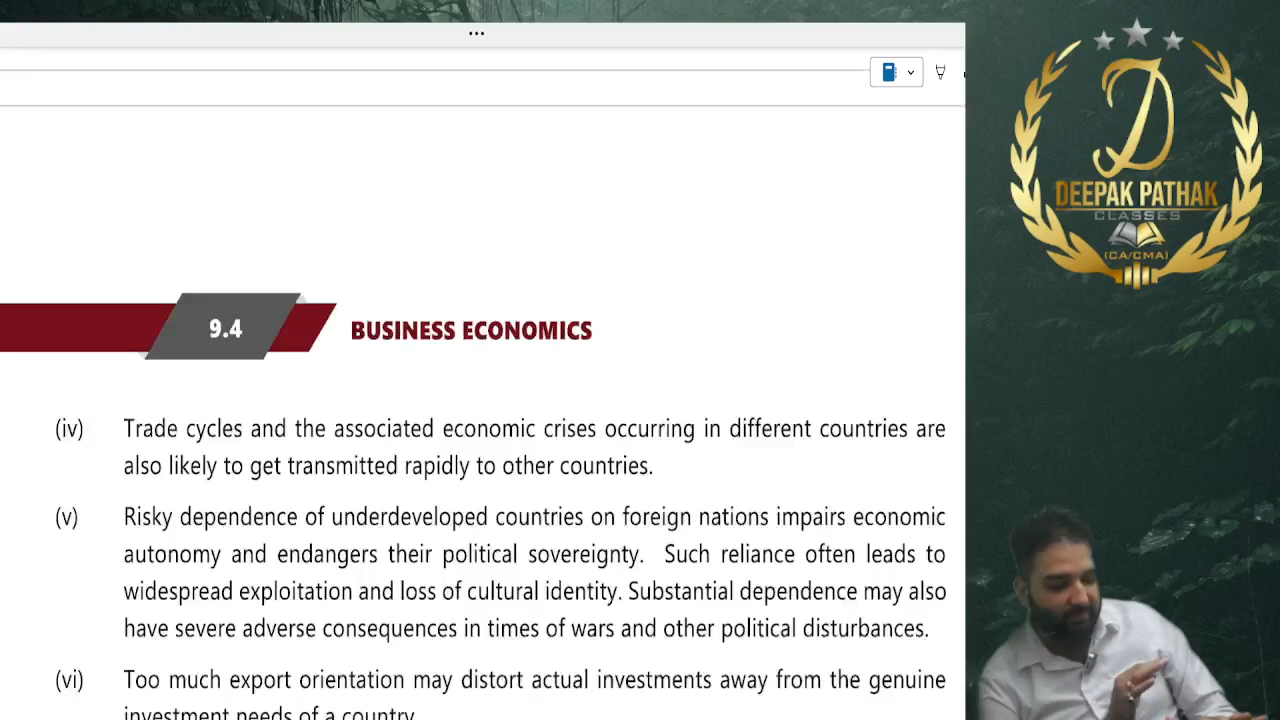 D
DEEPAK PATHAK
CLASSES
(CA/CMA)
9.4
BUSINESS ECONOMICS
(iv) Trade cycles and the associated economic crises occurring in different countries are
also likely to get transmitted rapidly to other countries.
(v) Risky dependence of underdeveloped countries on foreign nations impairs economic
autonomy and endangers their political sovereignty. Such reliance often leads to
widespread exploitation and loss of cultural identity. Substantial dependence may also
have severe adverse consequences in times of wars and other political disturbances.
(vi) Too much export orientation may distort actual investments away from the genuine
investment needs of a country.